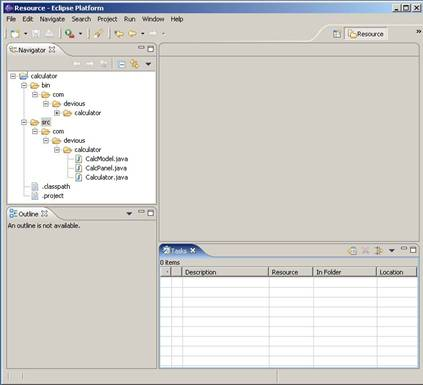 Resource - Eclipse Platform
File Edit Navigate Search Project Run Window Help
Resource
Navigator
calculator
bin
com
devious
calculator
src
com
devious
calculator
CalcModel.java
CalcPanel.java
Calculator.java
.classpath
.project
Outline
An outline is not available.
Tasks
0 items
Description Resource In Folder Location